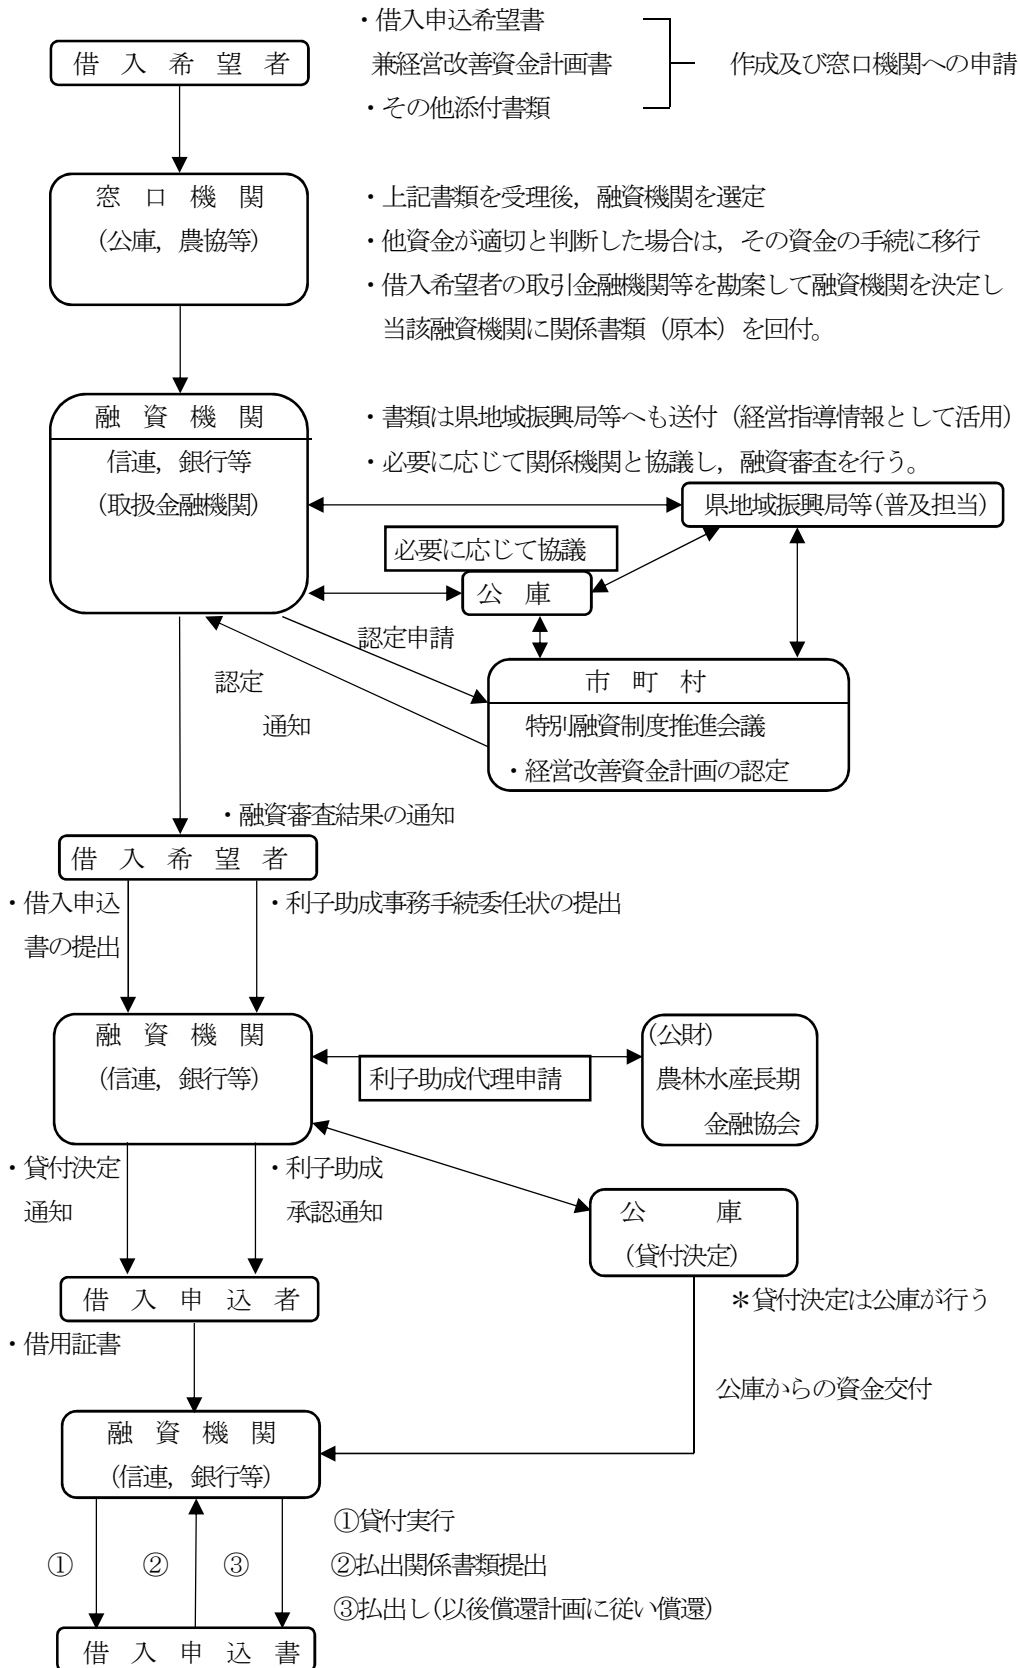 ・借入申込希望書
借　入　希　望　者
兼経営改善資金計画書
作成及び窓口機関への申請
・その他添付書類
窓　口　機　関
(公庫，農協等)
・上記書類を受理後，融資機関を選定
・他資金が適切と判断した場合は，その資金の手続に移行
・借入希望者の取引金融機関等を勘案して融資機関を決定し
当該融資機関に関係書類（原本）を回付。
融　資　機　関
信連，銀行等
(取扱金融機関)
・書類は県地域振興局等へも送付（経営指導情報として活用）
・必要に応じて関係機関と協議し，融資審査を行う。
県地域振興局等(普及担当)
必要に応じて協議
公　庫
認定申請
認定
通知
市　町　村
特別融資制度推進会議
・経営改善資金計画の認定
・融資審査結果の通知
借　入　希　望　者
・借入申込
書の提出
・利子助成事務手続委任状の提出
融　資　機　関
(信連，銀行等)
利子助成代理申請
(公財)
農林水産長期
金融協会
・貸付決定
通知
・利子助成
承認通知
公　　　庫
(貸付決定)
＊貸付決定は公庫が行う
借　入　申　込　者
・借用証書
公庫からの資金交付
融　資　機　関
(信連，銀行等)
①　②　③
①貸付実行
②払出関係書類提出
③払出し(以後償還計画に従い償還)
借　入　申　込　書